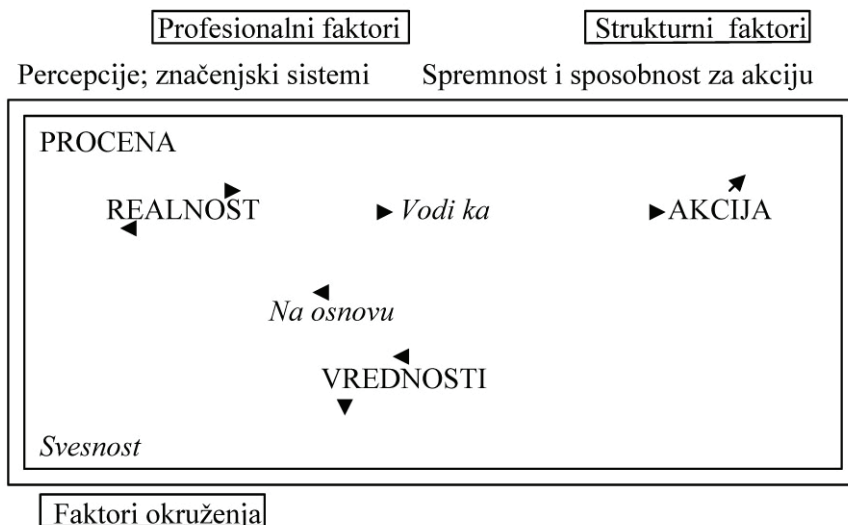 Profesionalni faktori
Strukturni faktori
Percepcije; značenjski sistemi
Spremnost i sposobnost za akciju
PROCENA
REALNOST
Vodi ka
AKCIJA
Na osnovu
VREDNOSTI
Svesnost
Faktori okruženja